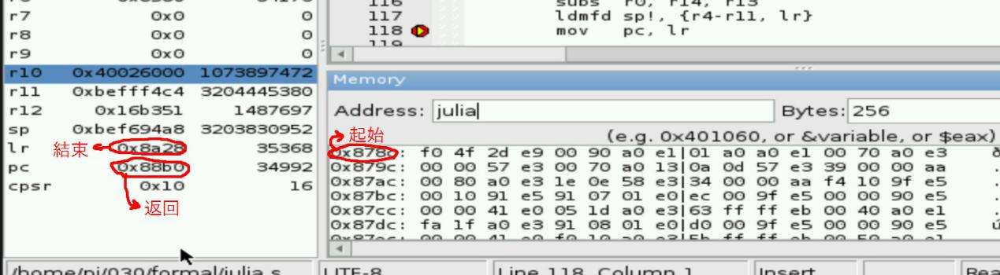 116 subs r0, r14, r13
r7 0x0 0
117 ldmfd sp!, {r4-r11, lr}
r8 0x0 0
118 mov pc, lr
r9 0x0 0
119
r10 0x40026000 1073897472
Memory
r11 0xbefff4c4 3204445380
r12 0x16b351 1487697
Address: julia Bytes: 256
sp 0xbef694a8 3203830952
起始
(e.g. 0x401060, or &variable, or $eax)
lr 結束 0x8a28 35368
0x878c: f0 4f 2d e9 00 90 a0 e1|01 a0 a0 e1 00 70 a0 e3
pc 0x88b0 34992
0x879c: 00 00 57 e3 00 70 a0 13|0a 0d 57 e3 39 00 00 aa
cpsr 0x10 16
0x87ac: 00 80 a0 e3 1e 0e 58 e3|34 00 00 aa f4 10 9f e5
0x87bc: 00 10 91 e5 91 07 01 e0|ec 00 9f e5 00 00 90 e5
返回
0x87cc: 00 00 41 e0 05 1d a0 e3|63 ff ff eb 00 40 a0 e1
0x87dc: fa 1f a0 e3 91 08 01 e0|d0 00 9f e5 00 00 90 e5
/home/pi/030/formal/julia.s UTF-8 Line 118, Column 1 Insert Rea